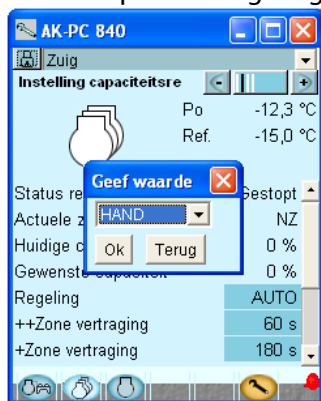 AK-PC 840
Zuig
Instelling capaciteitsre
Po -12,3 °C
Ref. -15,0 °C
Geef waarde
HAND
Ok Terug
Status re Gestopt
Actuele z NZ
Huidige c 0 %
Gewenste capaciteit 0 %
Regeling AUTO
++Zone vertraging 60 s
+Zone vertraging 180 s